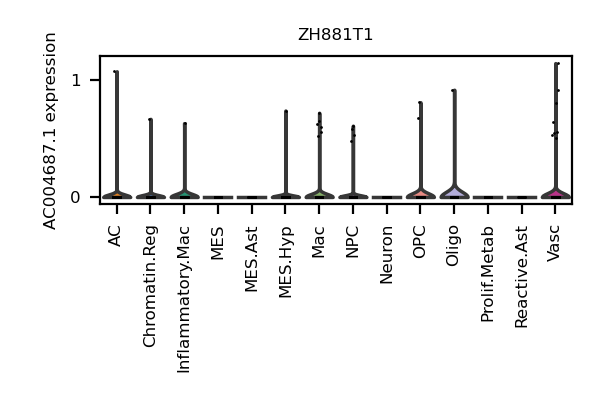 ZH881T1
AC004687.1 expression
1
0
AC
Chromatin.Reg
Inflammatory.Mac
MES
MES.Ast
MES.Hyp
Mac
NPC
Neuron
OPC
Oligo
Prolif.Metab
Reactive.Ast
Vasc